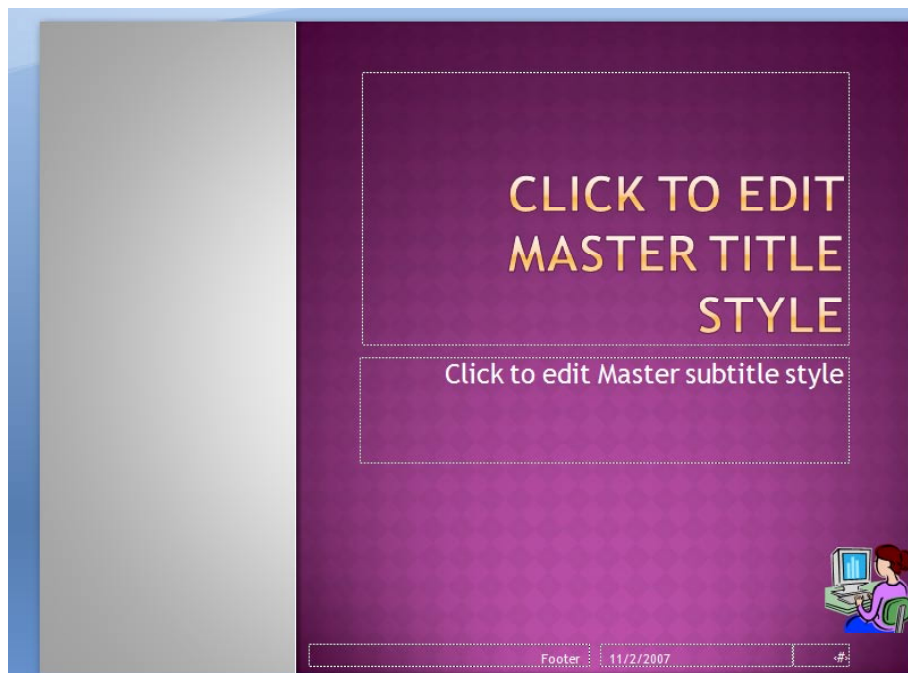 CLICK TO EDIT
MASTER TITLE
STYLE
Click to edit Master subtitle style
Footer 11/2/2007 ‹#›